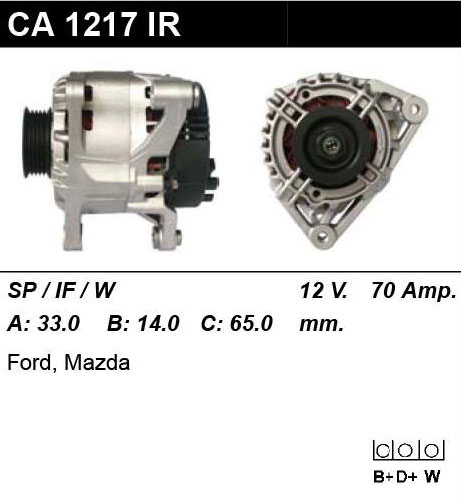 CA 1217 IR
SP / IF / W 12 V. 70 Amp.
A: 33.0 B: 14.0 C: 65.0 mm.
Ford, Mazda
B+ D+ W